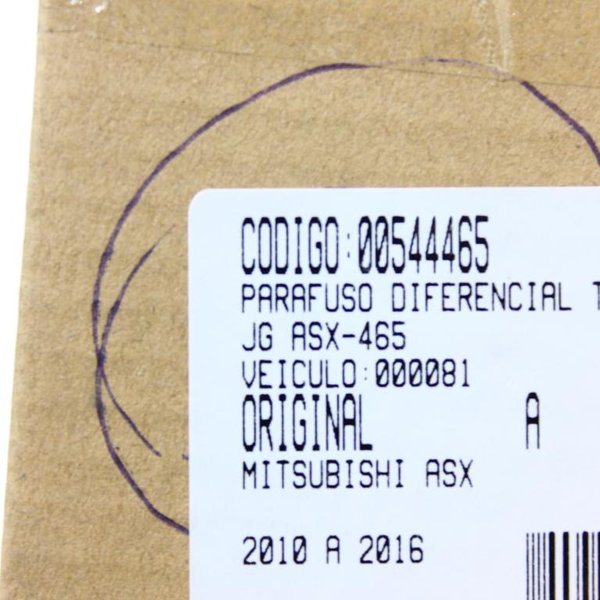 CODIGO:00544465
PARAFUSO DIFERENCIAL T
JG ASX-465
VEICULO:000081
ORIGINAL A
MITSUBISHI ASX
2010 A 2016